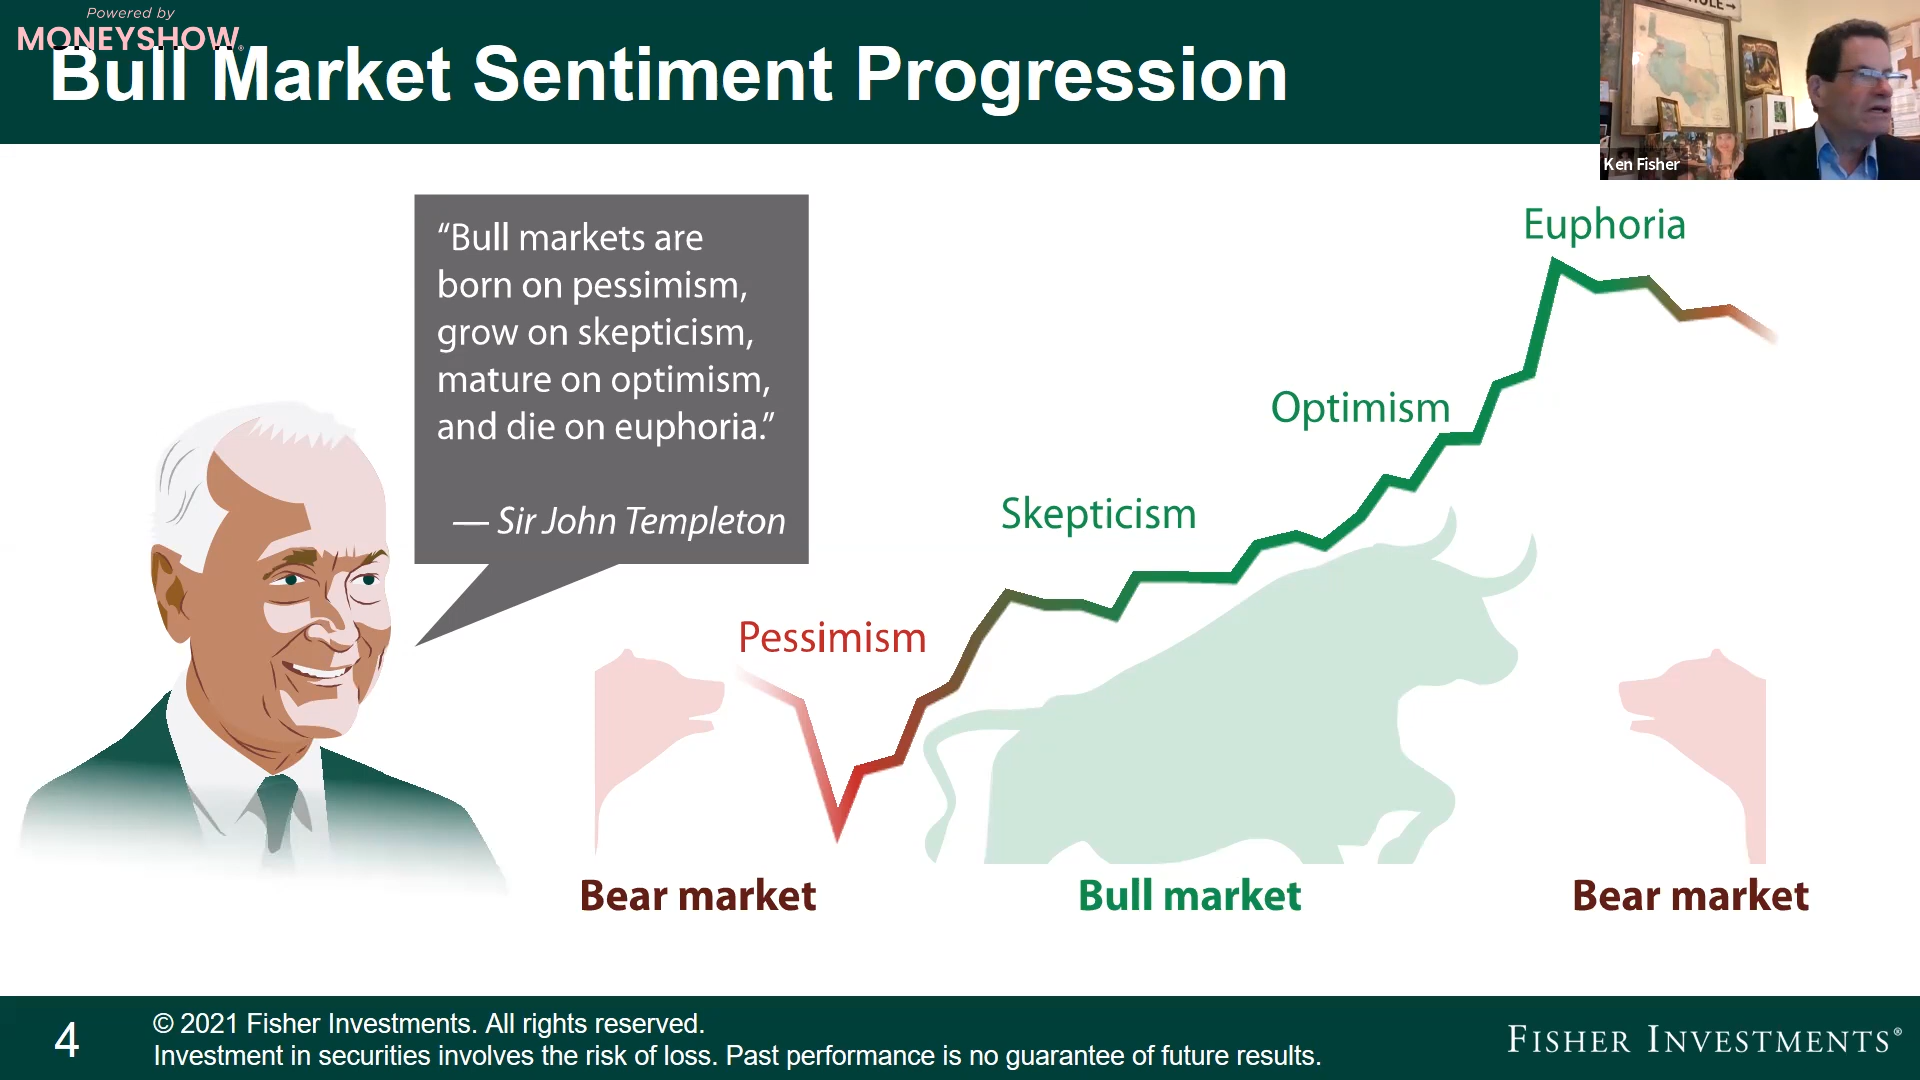 Powered by
MONEYSHOW®
Bull Market Sentiment Progression
Ken Fisher
“Bull markets are
born on pessimism,
grow on skepticism,
mature on optimism,
and die on euphoria.”
— Sir John Templeton
Euphoria
Optimism
Skepticism
Pessimism
Bear market
Bull market
Bear market
4
© 2021 Fisher Investments. All rights reserved.
Investment in securities involves the risk of loss. Past performance is no guarantee of future results.
FISHER INVESTMENTS®